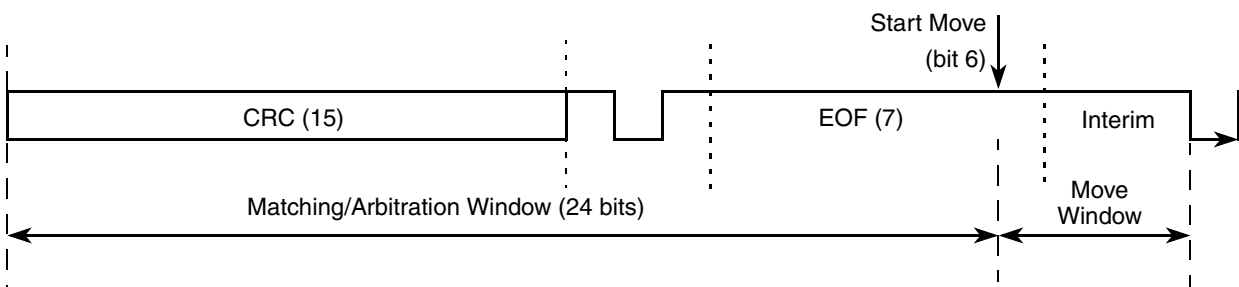 Start Move
(bit 6)
CRC (15)
EOF (7)
Interim
Matching/Arbitration Window (24 bits)
Move
Window